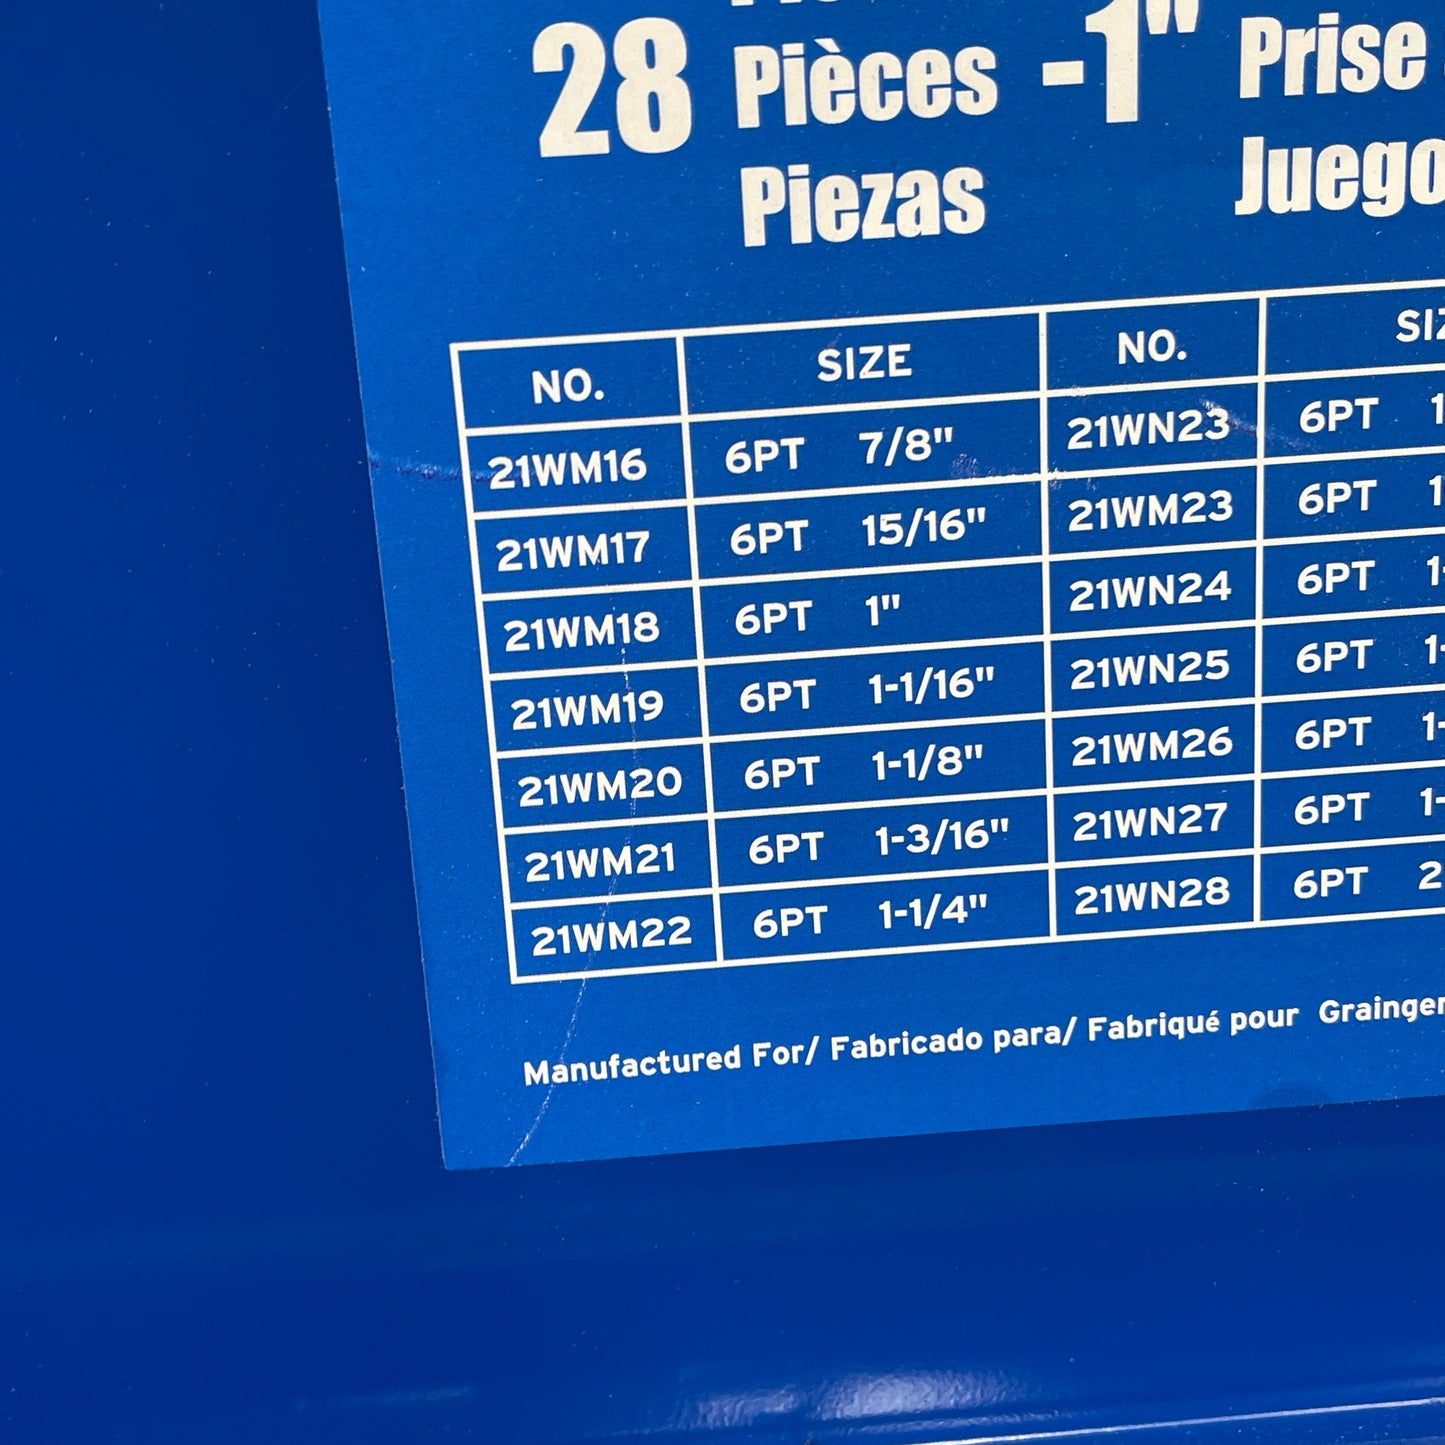 28 Pièces -1" Prise
Piezas Juego
NO. SIZE NO.
21WM16 6PT 7/8" 21WN23 6PT
21WM17 6PT 15/16" 21WM23 6PT
21WM18 6PT 1" 21WN24 6PT
21WM19 6PT 1-1/16" 21WN25 6PT
21WM20 6PT 1-1/8" 21WM26 6PT
21WM21 6PT 1-3/16" 21WN27 6PT
21WM22 6PT 1-1/4" 21WN28 6PT
Manufactured For/ Fabricado para/ Fabriqué pour Grainger